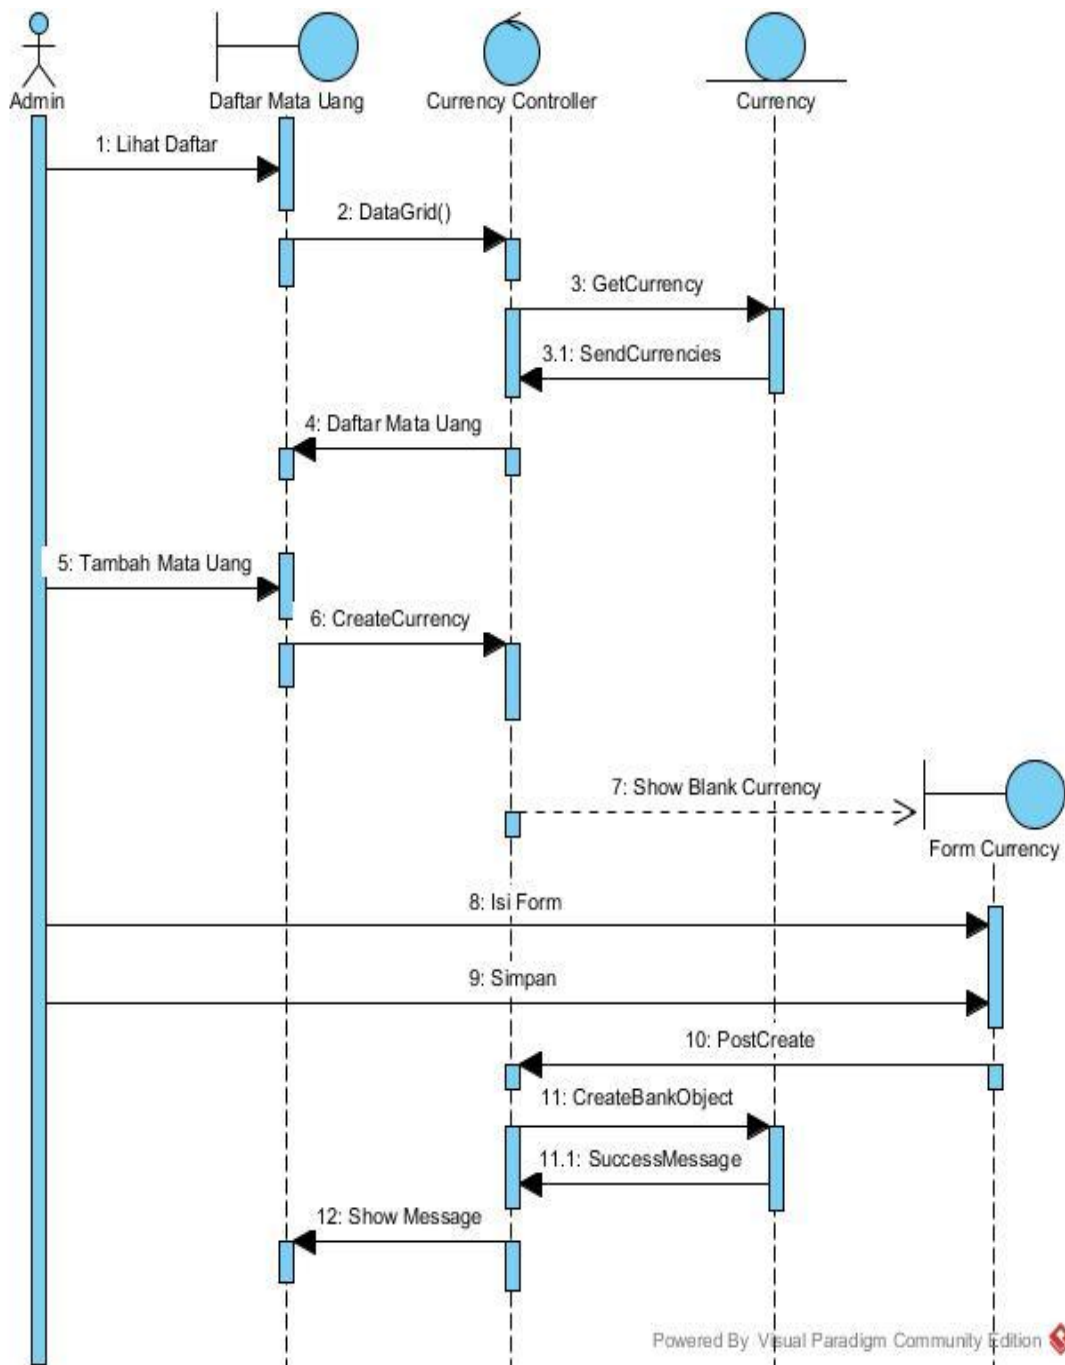 Admin
Daftar Mata Uang
Currency Controller
Currency
1: Lihat Daftar
2: DataGrid()
3: GetCurrency
3.1: SendCurrencies
4: Daftar Mata Uang
5: Tambah Mata Uang
6: CreateCurrency
7: Show Blank Currency
Form Currency
8: Isi Form
9: Simpan
10: PostCreate
11: CreateBankObject
11.1: SuccessMessage
12: Show Message
Powered By Visual Paradigm Community Edition